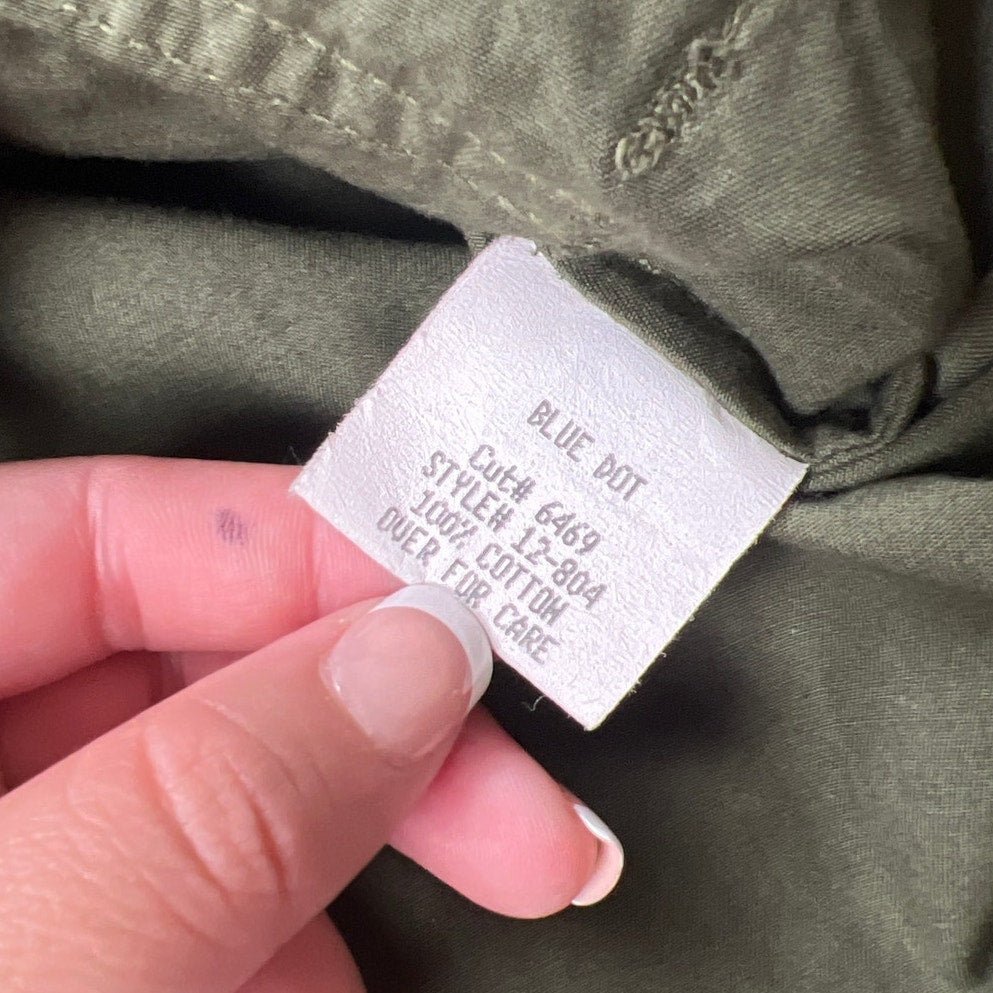 BLUE DOT
Cut# 6469
STYLE# 12-804
100% COTTON
OVER FOR CARE